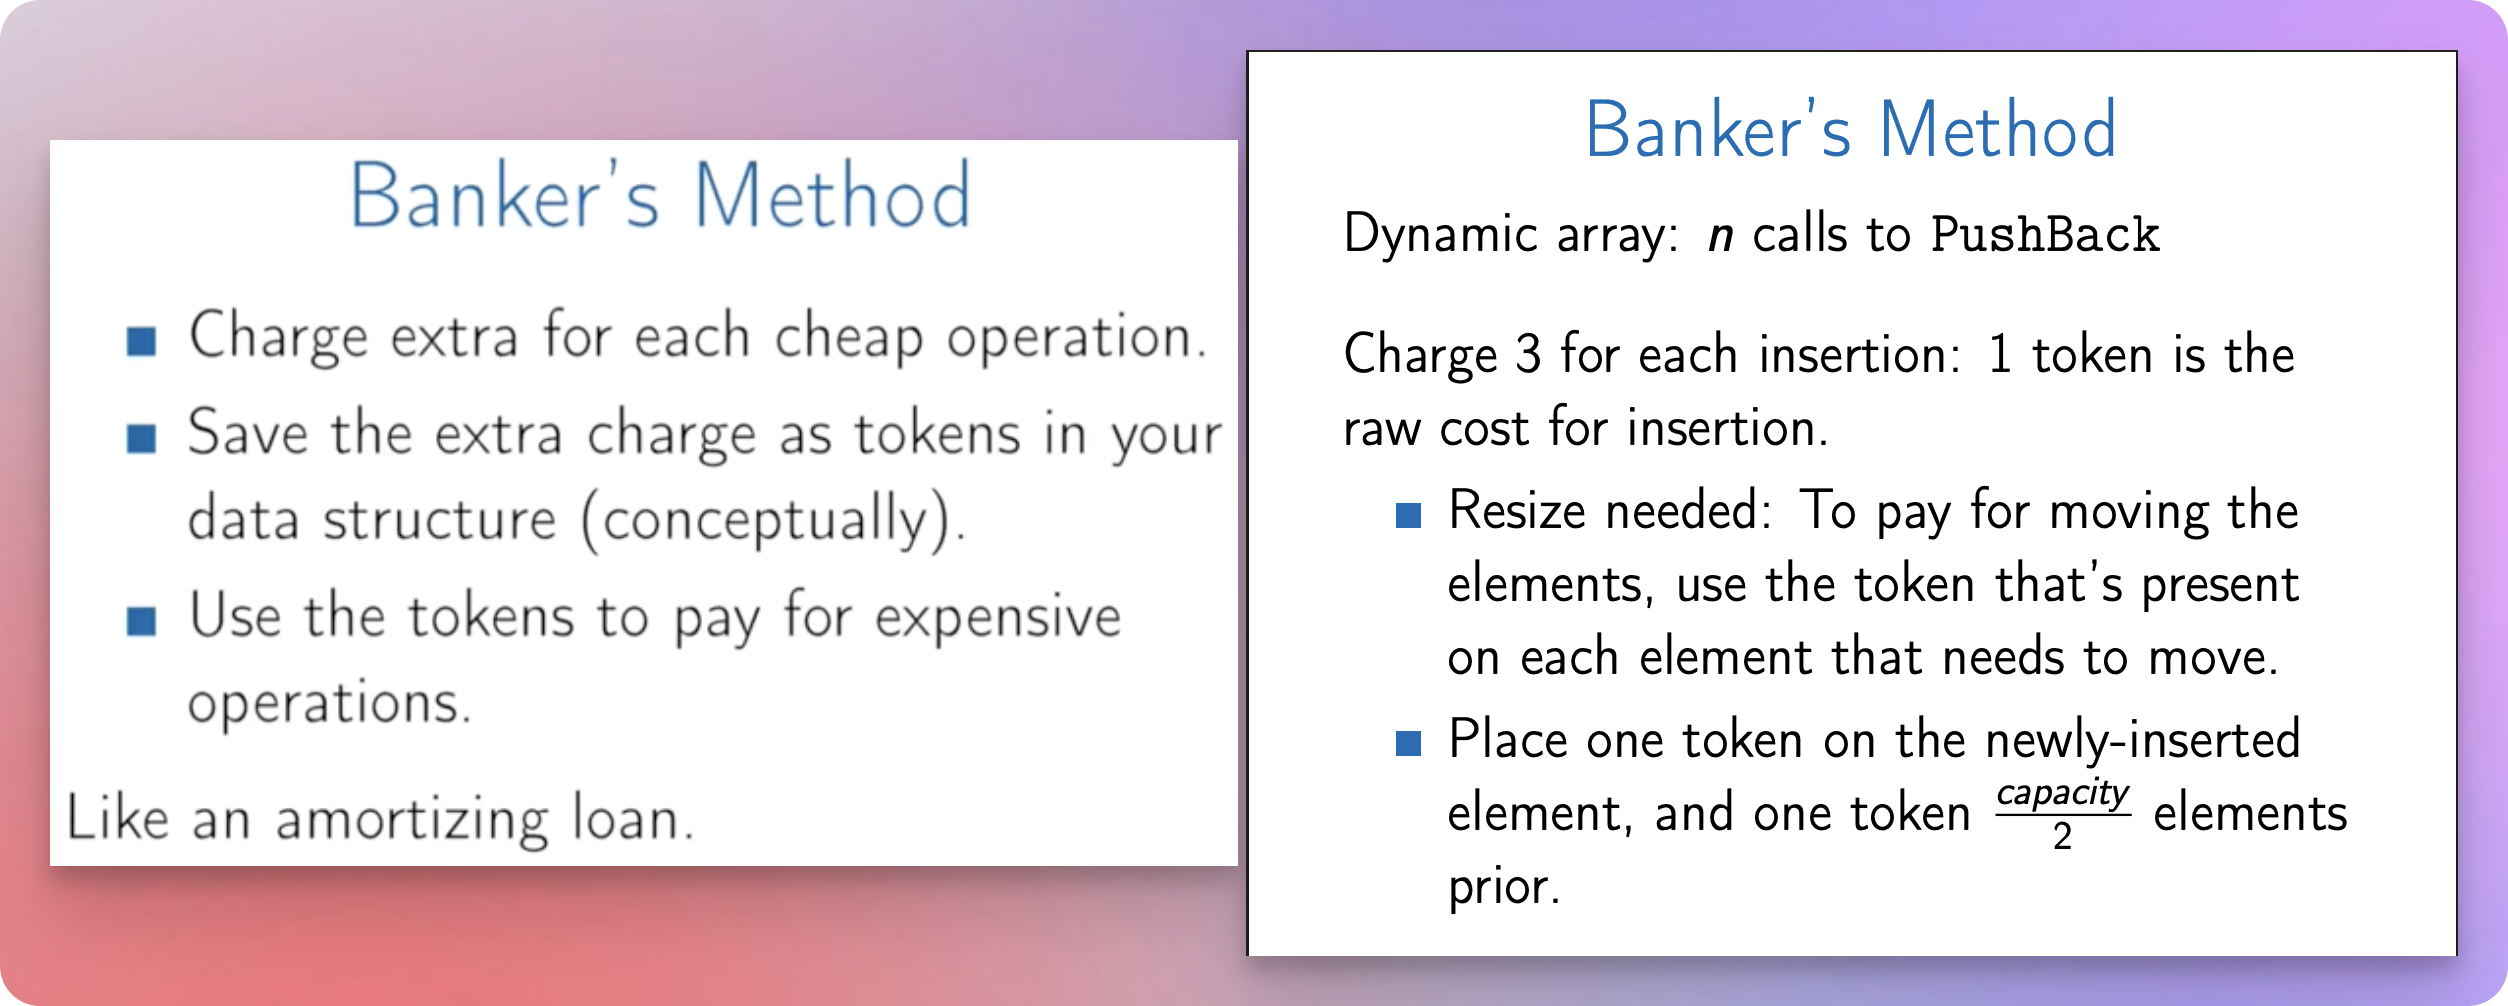 Banker's Method
■ Charge extra for each cheap operation.
■ Save the extra charge as tokens in your
data structure (conceptually).
■ Use the tokens to pay for expensive
operations.
Like an amortizing loan.
Banker's Method
Dynamic array: n calls to PushBack
Charge 3 for each insertion: 1 token is the
raw cost for insertion.
■ Resize needed: To pay for moving the
elements, use the token that's present
on each element that needs to move.
■ Place one token on the newly-inserted
element, and one token capacity/2 elements
prior.